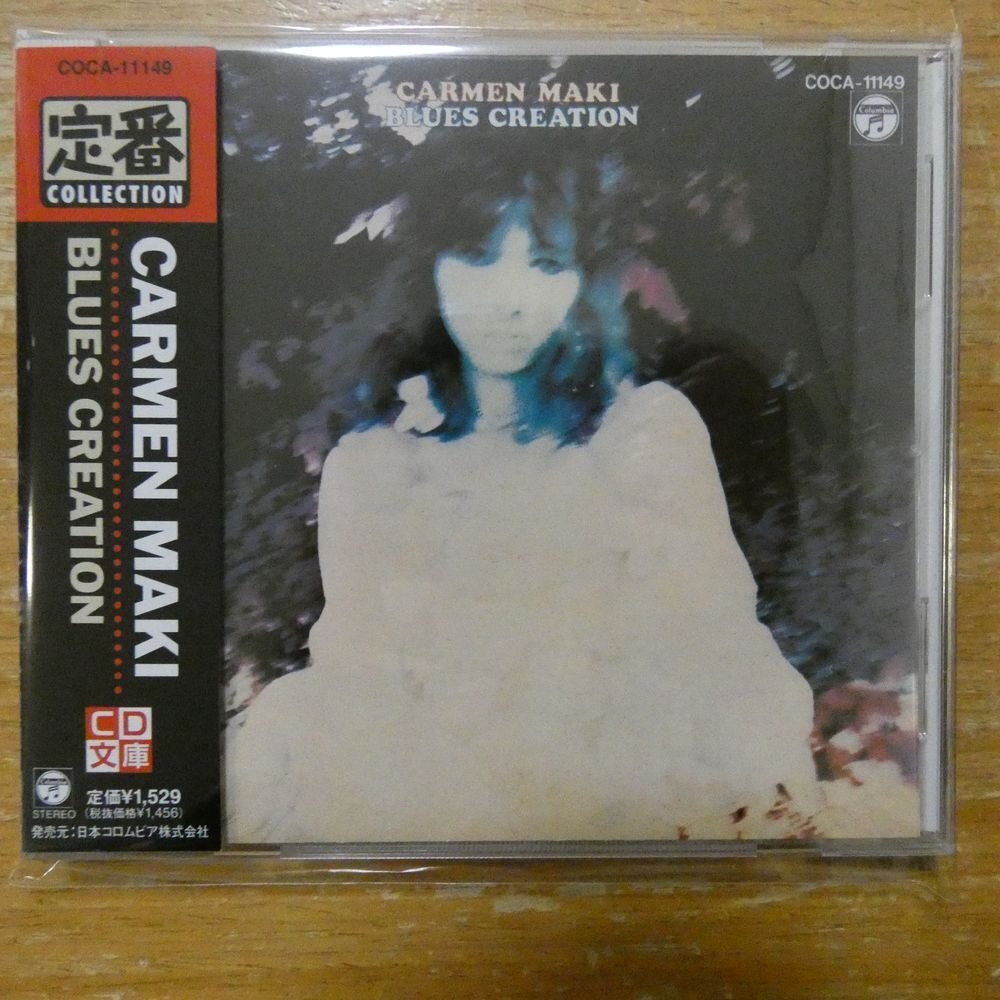 COCA-11149
定番
COLLECTION
CARMEN MAKI
BLUES CREATION
CD
文庫
Columbia
STEREO
定価¥1,529
(税抜価格¥1,456)
発売元:日本コロムビア株式会社
CARMEN MAKI
BLUES CREATION
COCA-11149
Columbia